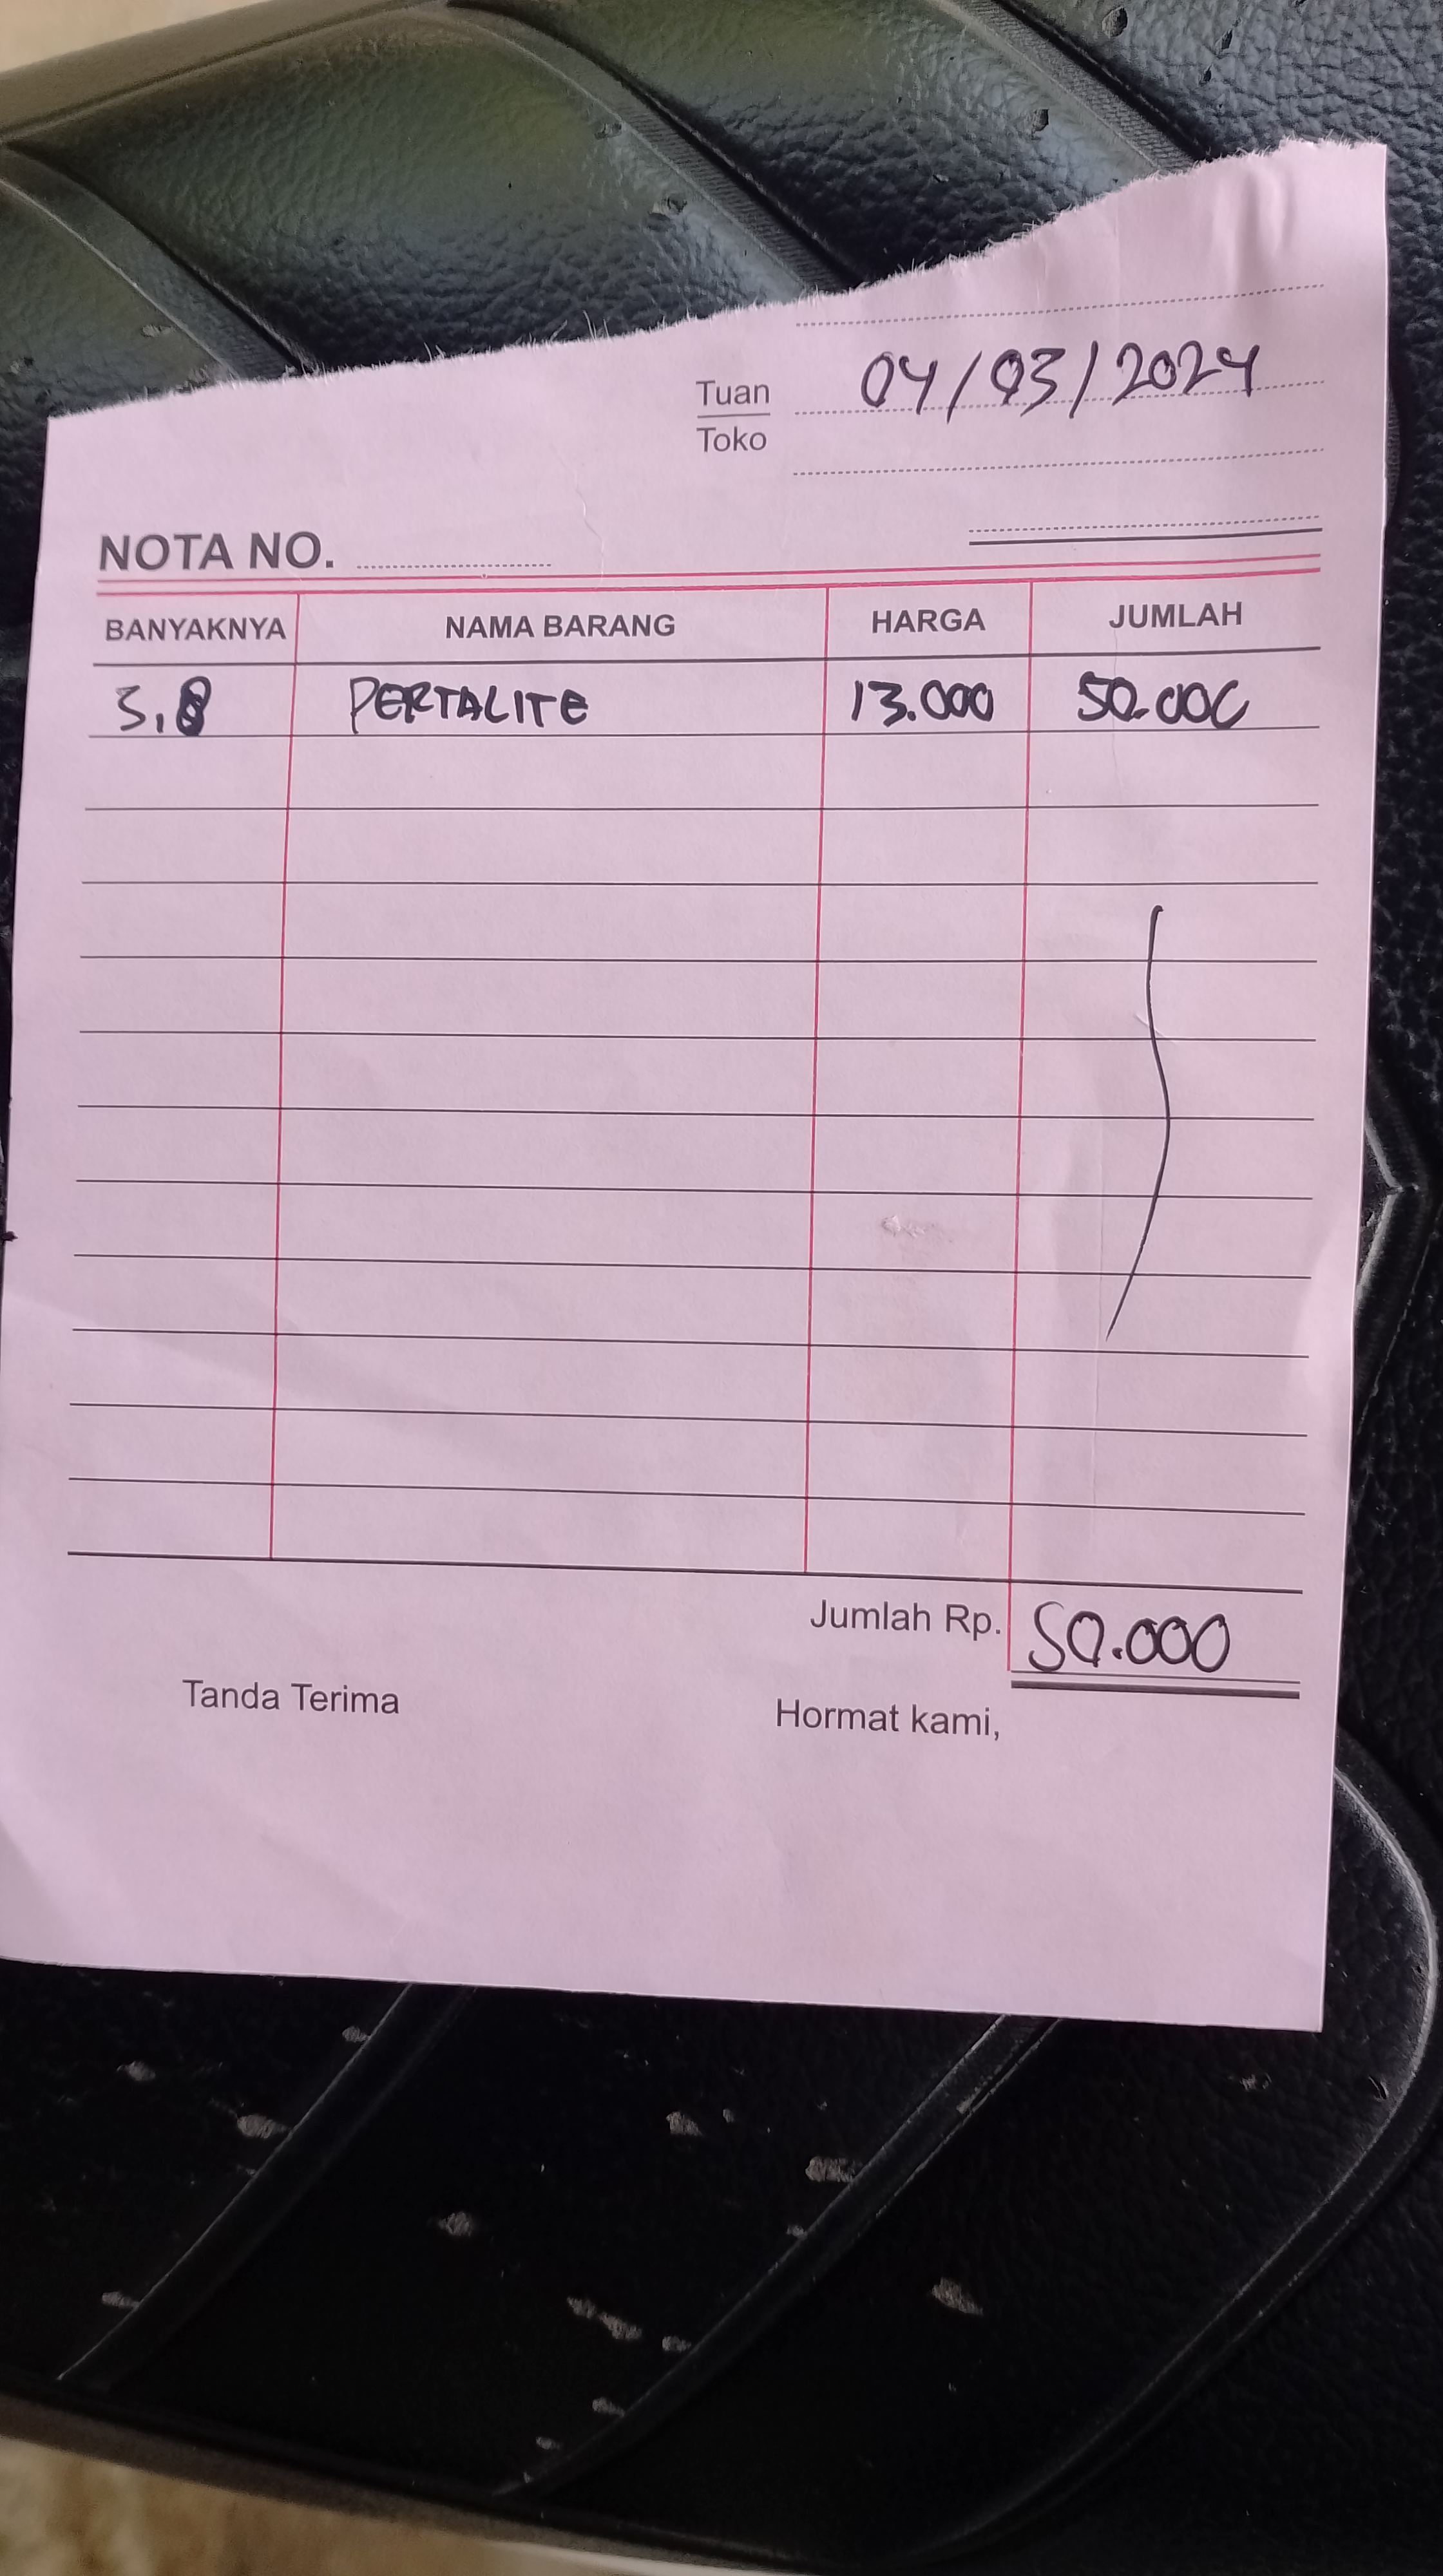 04/03/2024
Tuan
Toko
NOTA NO.
BANYAKNYA NAMA BARANG HARGA JUMLAH
3,8 PERTALITE 13.000 50.000
Jumlah Rp. 50.000
Tanda Terima Hormat kami,